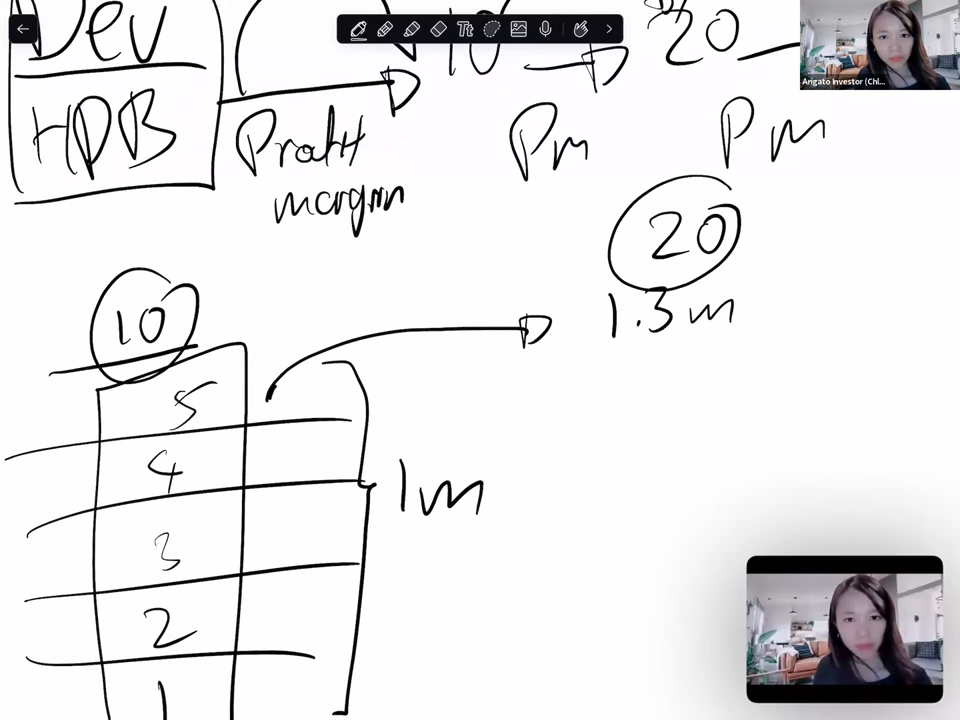 Dev
10
20
HDB
Profit
margin
Pm
Pm
20
1.3m
10
5
4
1m
3
2
1
Tt
Arigato Investor (Chl...